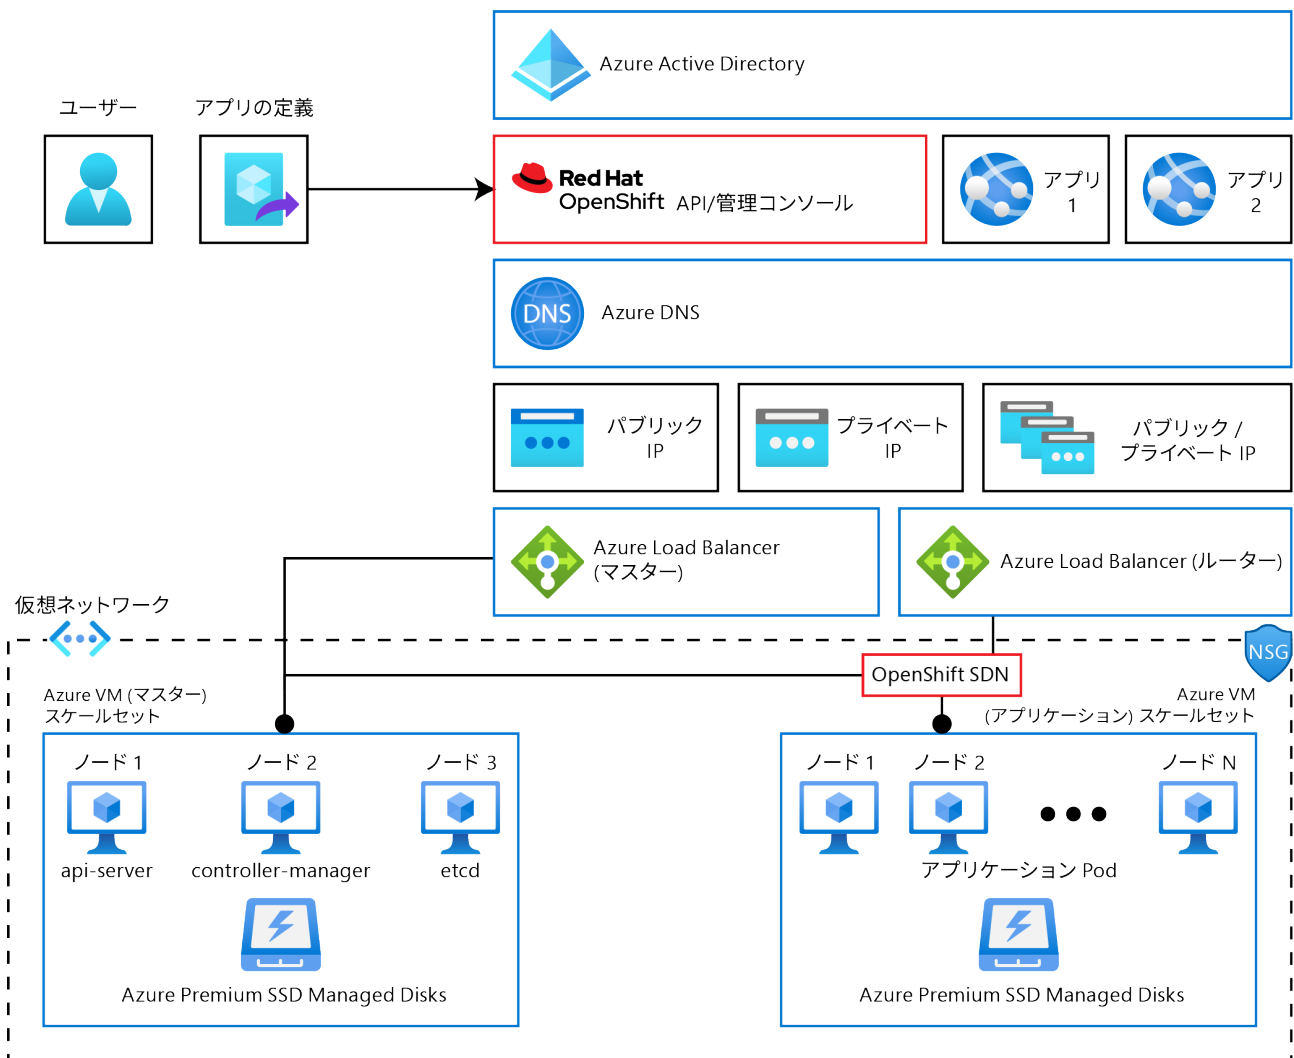 Azure Active Directory
ユーザー
アプリの定義
Red Hat
OpenShift API/管理コンソール
アプリ
1
アプリ
2
DNS
Azure DNS
パブリック
IP
プライベート
IP
パブリック /
プライベート IP
Azure Load Balancer
(マスター)
Azure Load Balancer (ルーター)
仮想ネットワーク
NSG
OpenShift SDN
Azure VM (マスター)
スケールセット
Azure VM
(アプリケーション) スケールセット
ノード 1
ノード 2
ノード 3
api-server
controller-manager
etcd
Azure Premium SSD Managed Disks
ノード 1
ノード 2
ノード N
アプリケーション Pod
Azure Premium SSD Managed Disks